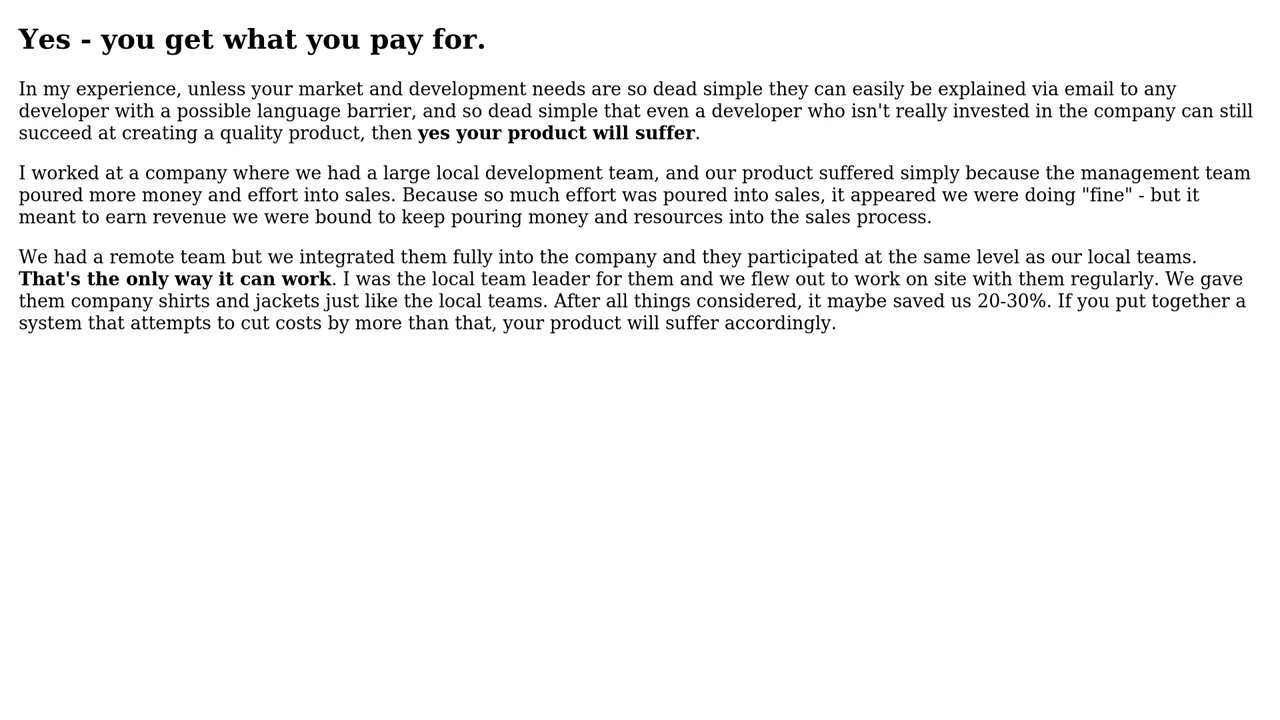 Yes - you get what you pay for.
In my experience, unless your market and development needs are so dead simple they can easily be explained via email to any
developer with a possible language barrier, and so dead simple that even a developer who isn't really invested in the company can still
succeed at creating a quality product, then yes your product will suffer.
I worked at a company where we had a large local development team, and our product suffered simply because the management team
poured more money and effort into sales. Because so much effort was poured into sales, it appeared we were doing "fine" - but it
meant to earn revenue we were bound to keep pouring money and resources into the sales process.
We had a remote team but we integrated them fully into the company and they participated at the same level as our local teams.
That's the only way it can work. I was the local team leader for them and we flew out to work on site with them regularly. We gave
them company shirts and jackets just like the local teams. After all things considered, it maybe saved us 20-30%. If you put together a
system that attempts to cut costs by more than that, your product will suffer accordingly.